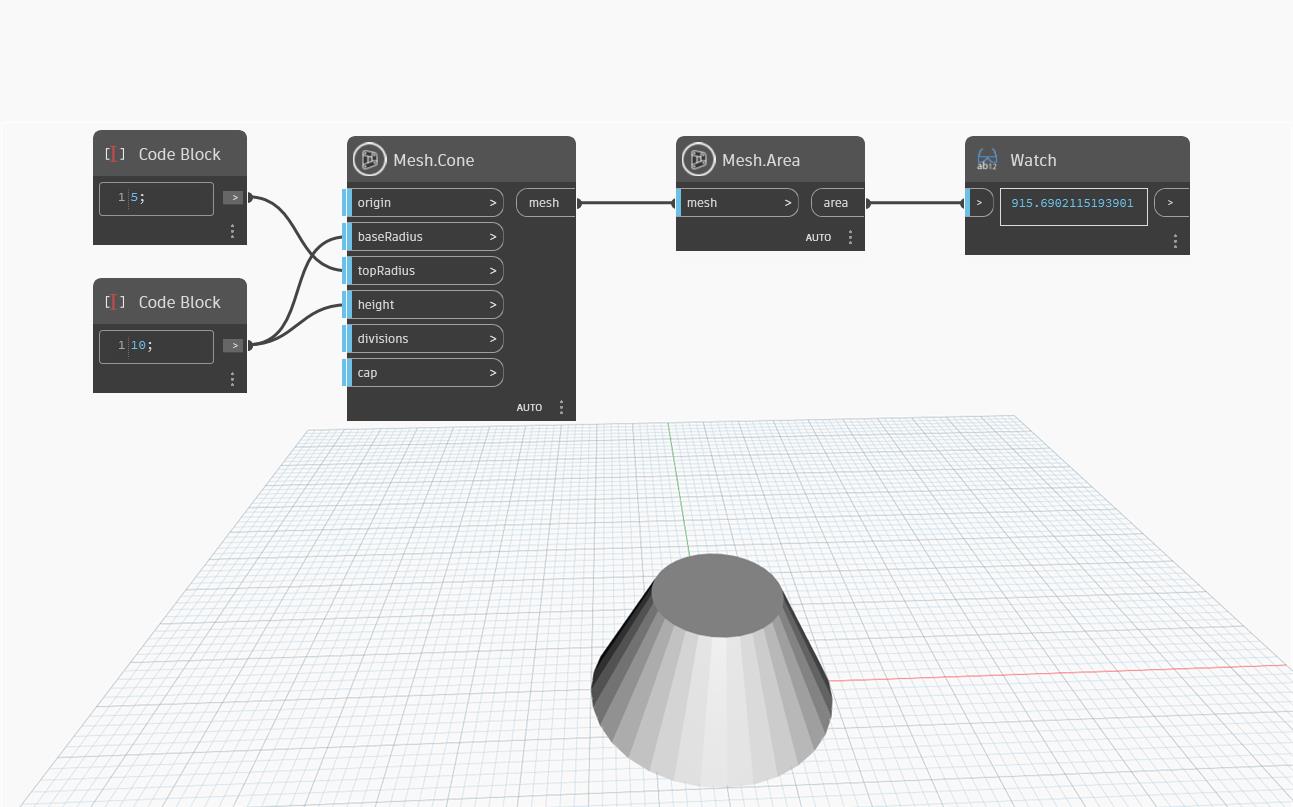 Code Block
1 5;
>
Code Block
1 10;
>
Mesh.Cone
origin >
mesh
baseRadius >
topRadius >
height >
divisions >
cap >
AUTO
Mesh.Area
mesh >
area
AUTO
ab12
Watch
>
915.6902115193901
>